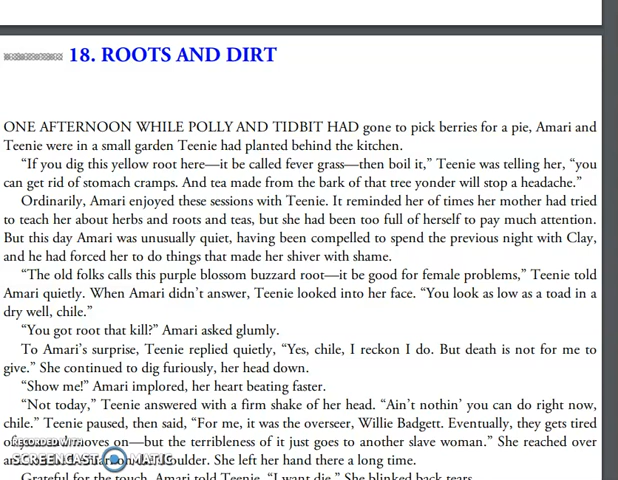 18. ROOTS AND DIRT
ONE AFTERNOON WHILE POLLY AND TIDBIT HAD gone to pick berries for a pie, Amari and
Teenie were in a small garden Teenie had planted behind the kitchen.
“If you dig this yellow root here—it be called fever grass—then boil it,” Teenie was telling her, “you
can get rid of stomach cramps. And tea made from the bark of that tree yonder will stop a headache.”
Ordinarily, Amari enjoyed these sessions with Teenie. It reminded her of times her mother had tried
to teach her about herbs and roots and teas, but she had been too full of herself to pay much attention.
But this day Amari was unusually quiet, having been compelled to spend the previous night with Clay,
and he had forced her to do things that made her shiver with shame.
“The old folks calls this purple blossom buzzard root—it be good for female problems,” Teenie told
Amari quietly. When Amari didn’t answer, Teenie looked into her face. “You look as low as a toad in a
dry well, chile.”
“You got root that kill?” Amari asked glumly.
To Amari’s surprise, Teenie replied quietly, “Yes, chile, I reckon I do. But death is not for me to
give.” She continued to dig furiously, her head down.
“Show me!” Amari implored, her heart beating faster.
“Not today,” Teenie answered with a firm shake of her head. “Ain’t nothin’ you can do right now,
chile.” Teenie paused, then said, “For me, it was the overseer, Willie Badgett. Eventually, they gets tired
moves on—but the terribleness of it just goes to another slave woman.” She reached over
shoulder. She left her hand there a long time.
Grateful for the touch, Amari told Teenie, “I want die.” She blinked back tears.
RECORDED WITH
SCREENCAST MATIC